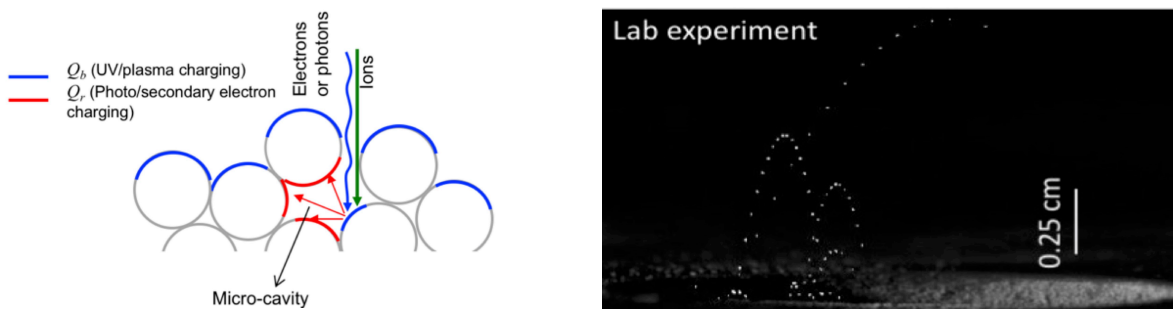 Q_b (UV/plasma charging)
Q_r (Photo/secondary electron
charging)
Electrons
or photons
Ions
Micro-cavity
Lab experiment
0.25 cm